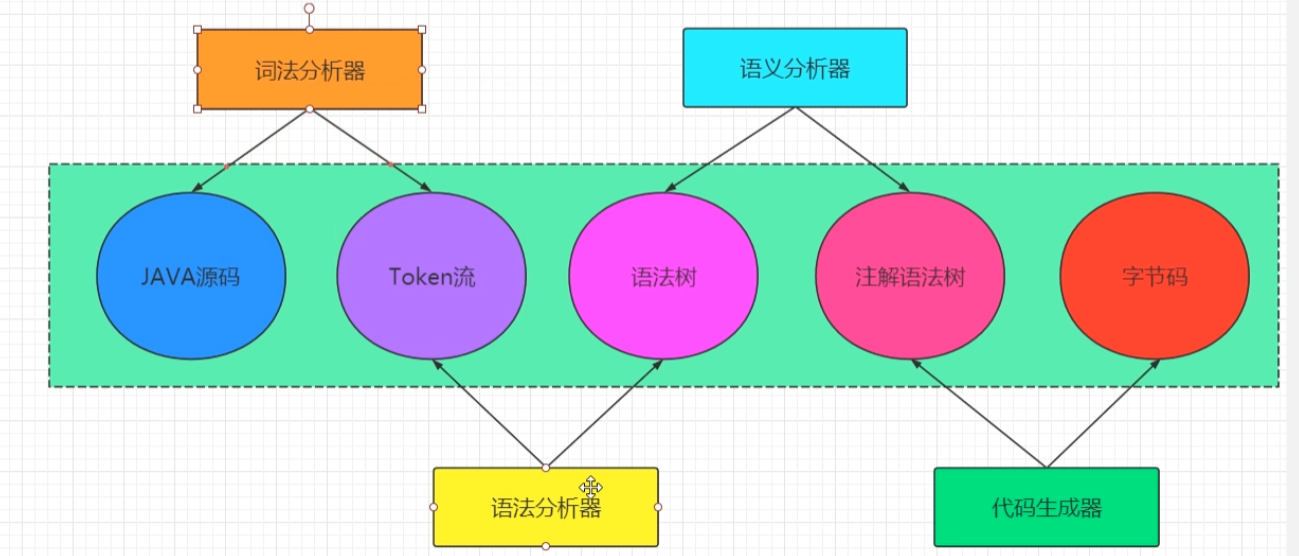 词法分析器
语义分析器
JAVA源码
Token流
语法树
注解语法树
字节码
语法分析器
代码生成器